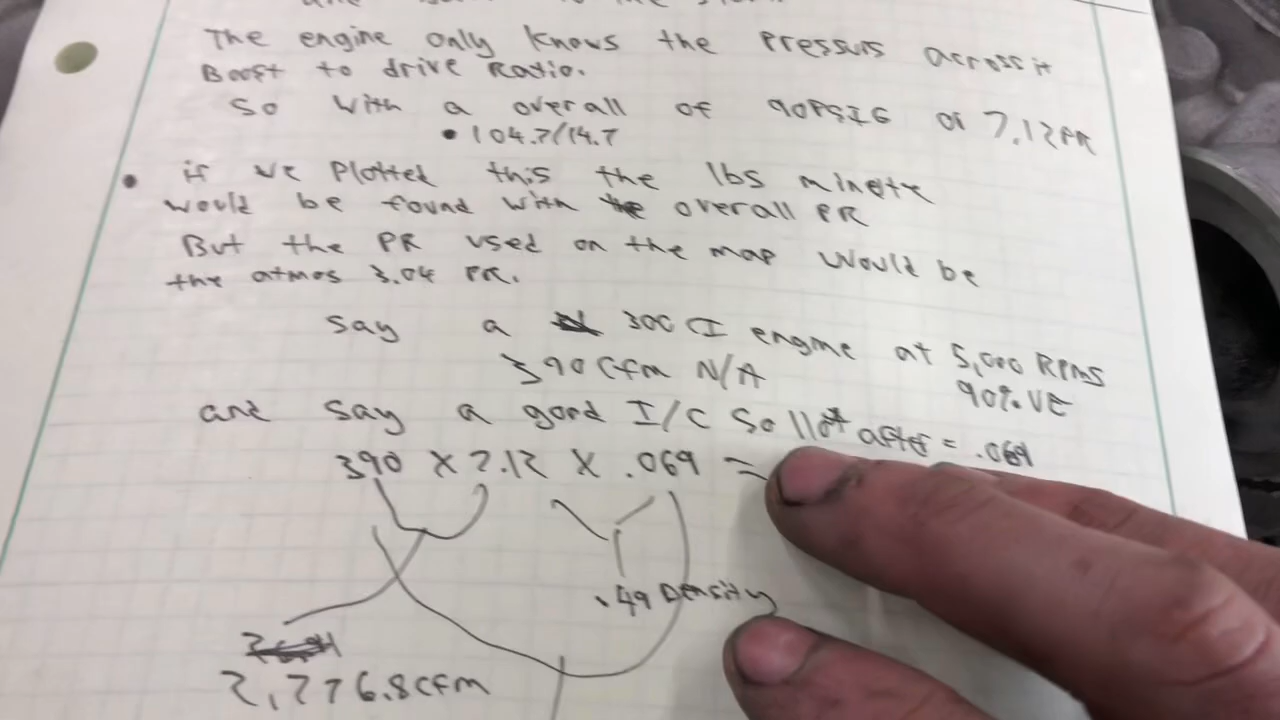 The engine only knows the pressurs across it
Boost to drive Ratio.
So with a overall of 90PSIG or 7.12PR
• 104.7/14.7
• if we plotted this the lbs minette
would be found with the overall PR
But the PR used on the map would be
the atmos 3.04 PR.
say a 300 CI engine at 5,000 RPMS
390 cfm N/A 90% VE
and say a good I/C so 110° after = .069
390 X 7.12 X .069 =
.49 Density
2,776.8 cfm